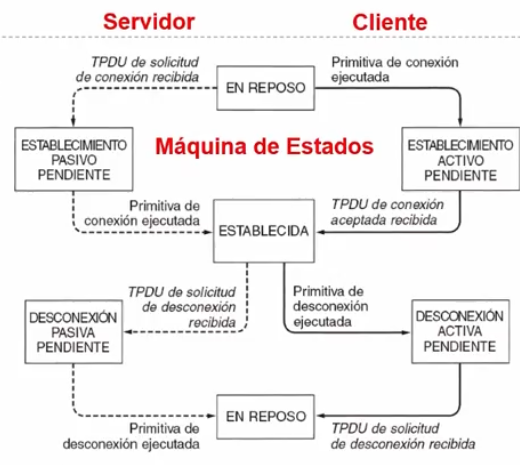 Servidor
Cliente
TPDU de solicitud
de conexión recibida
EN REPOSO
Primitiva de conexión
ejecutada
ESTABLECIMIENTO
PASIVO
PENDIENTE
Máquina de Estados
ESTABLECIMIENTO
ACTIVO
PENDIENTE
Primitiva de
conexión ejecutada
ESTABLECIDA
TPDU de conexión
aceptada recibida
DESCONEXIÓN
PASIVA
PENDIENTE
TPDU de solicitud
de desconexión
recibida
Primitiva de
desconexión
ejecutada
DESCONEXIÓN
ACTIVA
PENDIENTE
Primitiva de
desconexión ejecutada
EN REPOSO
TPDU de solicitud
de desconexión recibida